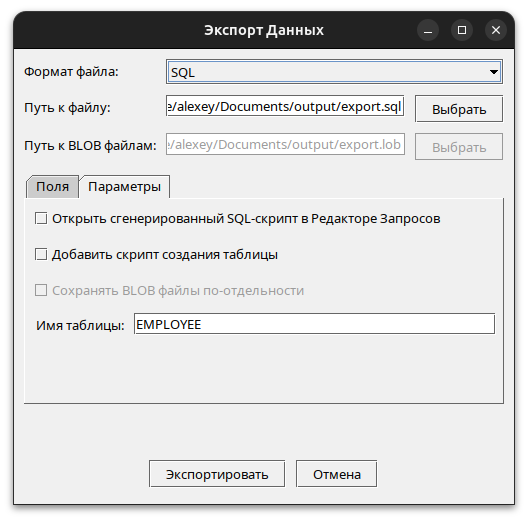 Экспорт Данных
Формат файла: SQL
Путь к файлу: e/alexey/Documents/output/export.sql Выбрать
Путь к BLOB файлам: e/alexey/Documents/output/export.lob Выбрать
Поля Параметры
Открыть сгенерированный SQL-скрипт в Редакторе Запросов
Добавить скрипт создания таблицы
Сохранять BLOB файлы по-отдельности
Имя таблицы: EMPLOYEE
Экспортировать Отмена